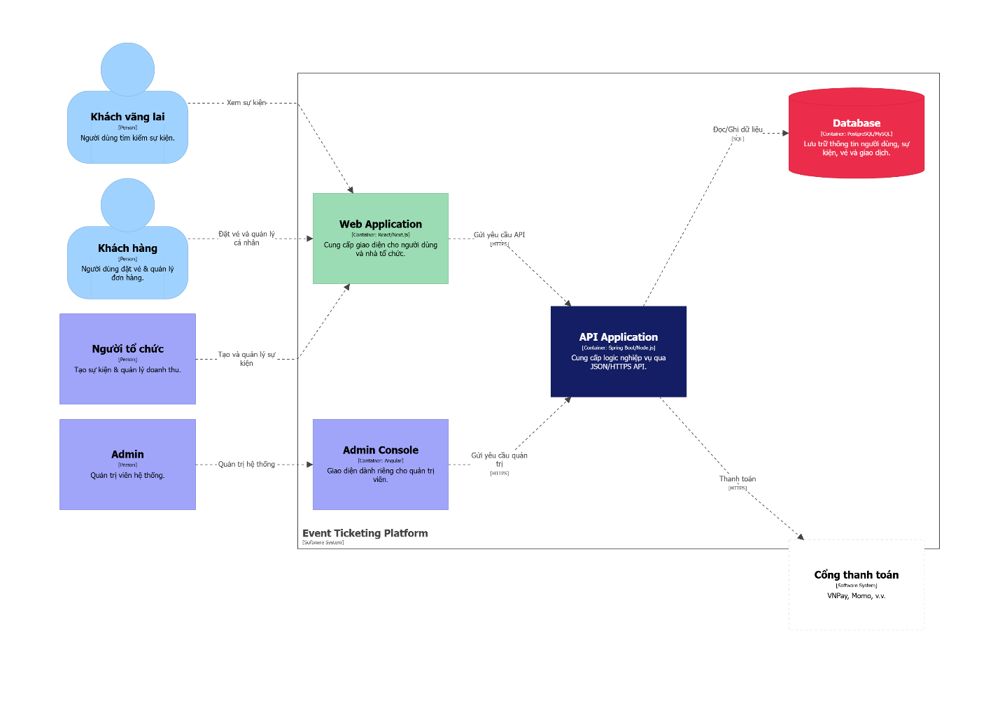 Khách vãng lai
[Person]
Người dùng tìm kiếm sự kiện.
Xem sự kiện
Khách hàng
[Person]
Người dùng đặt vé & quản lý
đơn hàng.
Đặt vé và quản lý
cá nhân
Người tổ chức
[Person]
Tạo sự kiện & quản lý doanh thu.
Tạo và quản lý sự
kiện
Admin
[Person]
Quản trị viên hệ thống.
Quản trị hệ thống
Web Application
[Container: React/Next.js]
Cung cấp giao diện cho người dùng
và nhà tổ chức.
Gửi yêu cầu API
[HTTPS]
Admin Console
[Container: Angular]
Giao diện dành riêng cho quản trị
viên.
Gửi yêu cầu quản
trị
[HTTPS]
API Application
[Container: Spring Boot/Node.js]
Cung cấp logic nghiệp vụ qua
JSON/HTTPS API.
Đọc/Ghi dữ liệu
[SQL]
Database
[Container: PostgreSQL/MySQL]
Lưu trữ thông tin người dùng, sự
kiện, vé và giao dịch.
Thanh toán
[HTTPS]
Event Ticketing Platform
[Software System]
Cổng thanh toán
[Software System]
VNPay, Momo, v.v.